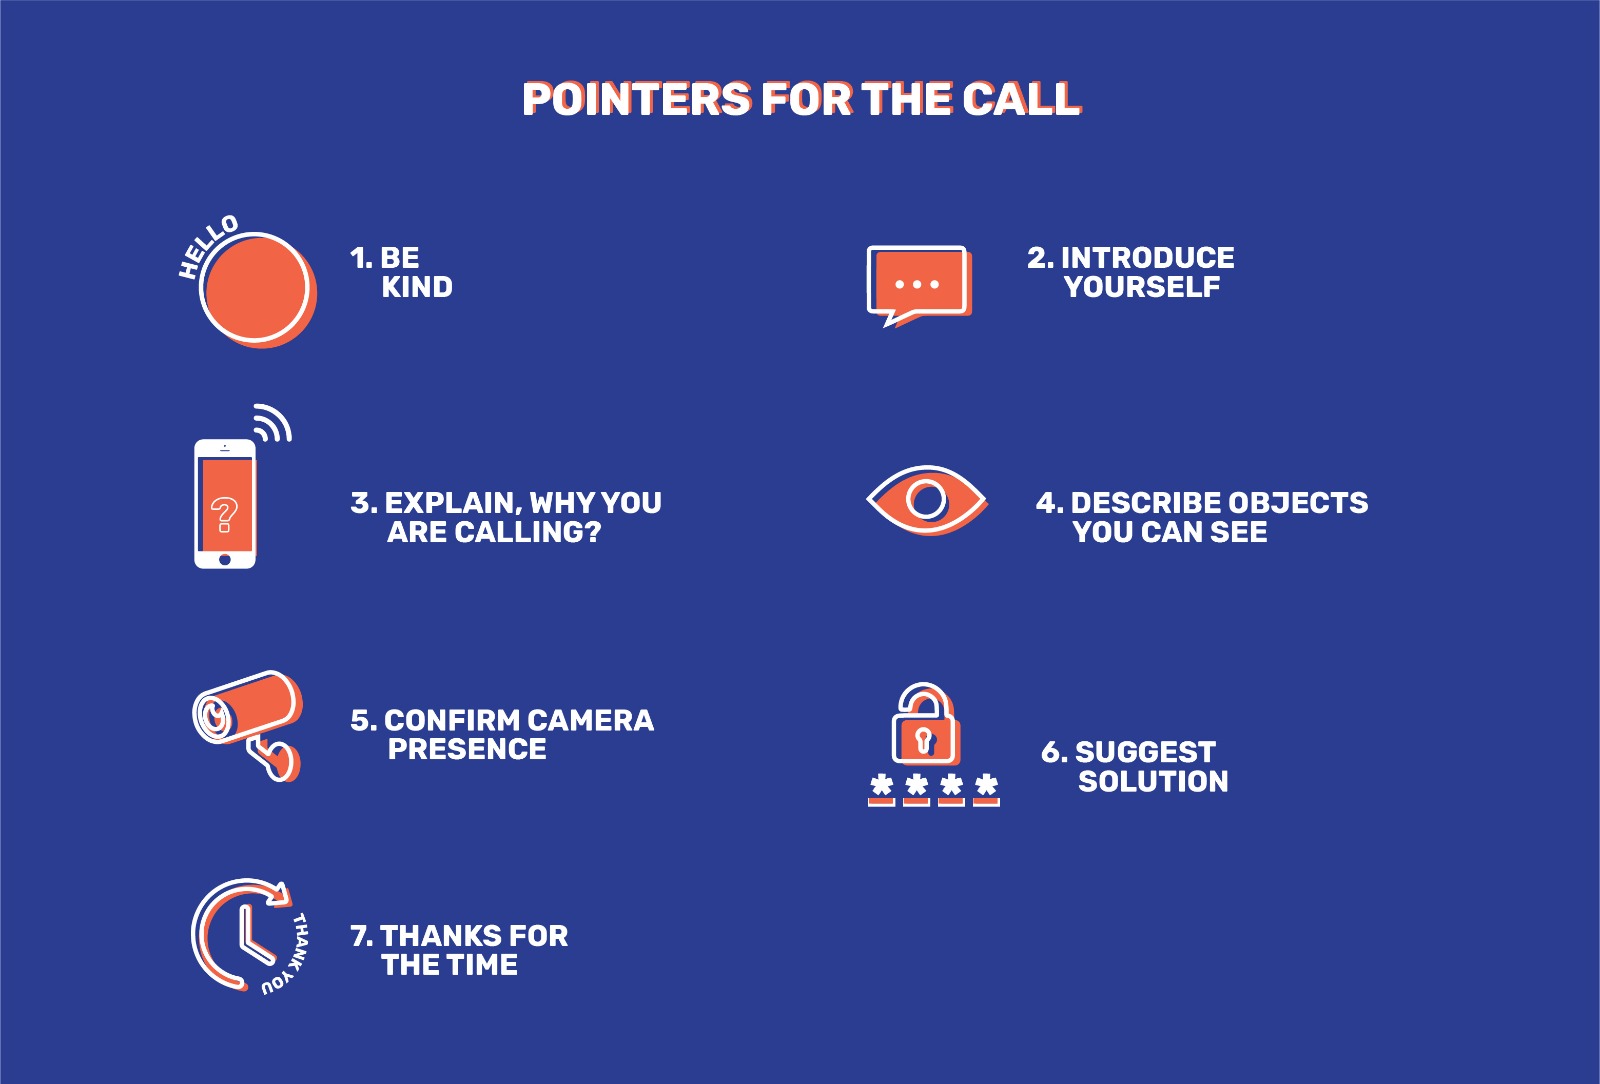 POINTERS FOR THE CALL
HELLO
1. BE
KIND
2. INTRODUCE
YOURSELF
?
3. EXPLAIN, WHY YOU
ARE CALLING?
4. DESCRIBE OBJECTS
YOU CAN SEE
5. CONFIRM CAMERA
PRESENCE
* * * *
6. SUGGEST
SOLUTION
THANK YOU
7. THANKS FOR
THE TIME